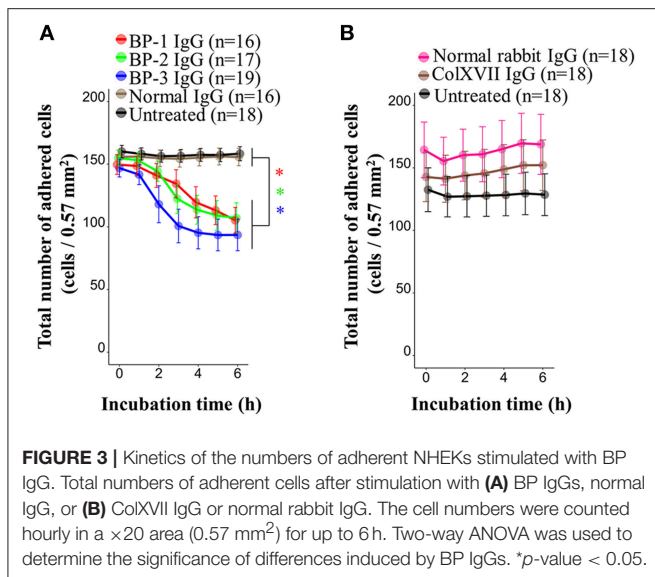 A
BP-1 IgG (n=16)
BP-2 IgG (n=17)
BP-3 IgG (n=19)
Normal IgG (n=16)
Untreated (n=18)
Total number of adhered cells
(cells / 0.57 mm²)
200
150
100
50
0
*
*
*
0 2 4 6
Incubation time (h)
B
Normal rabbit IgG (n=18)
ColXVII IgG (n=18)
Untreated (n=18)
Total number of adhered cells
(cells / 0.57 mm²)
200
150
100
50
0
0 2 4 6
Incubation time (h)
FIGURE 3 | Kinetics of the numbers of adherent NHEKs stimulated with BP
IgG. Total numbers of adherent cells after stimulation with (A) BP IgGs, normal
IgG, or (B) ColXVII IgG or normal rabbit IgG. The cell numbers were counted
hourly in a ×20 area (0.57 mm²) for up to 6 h. Two-way ANOVA was used to
determine the significance of differences induced by BP IgGs. *p-value < 0.05.